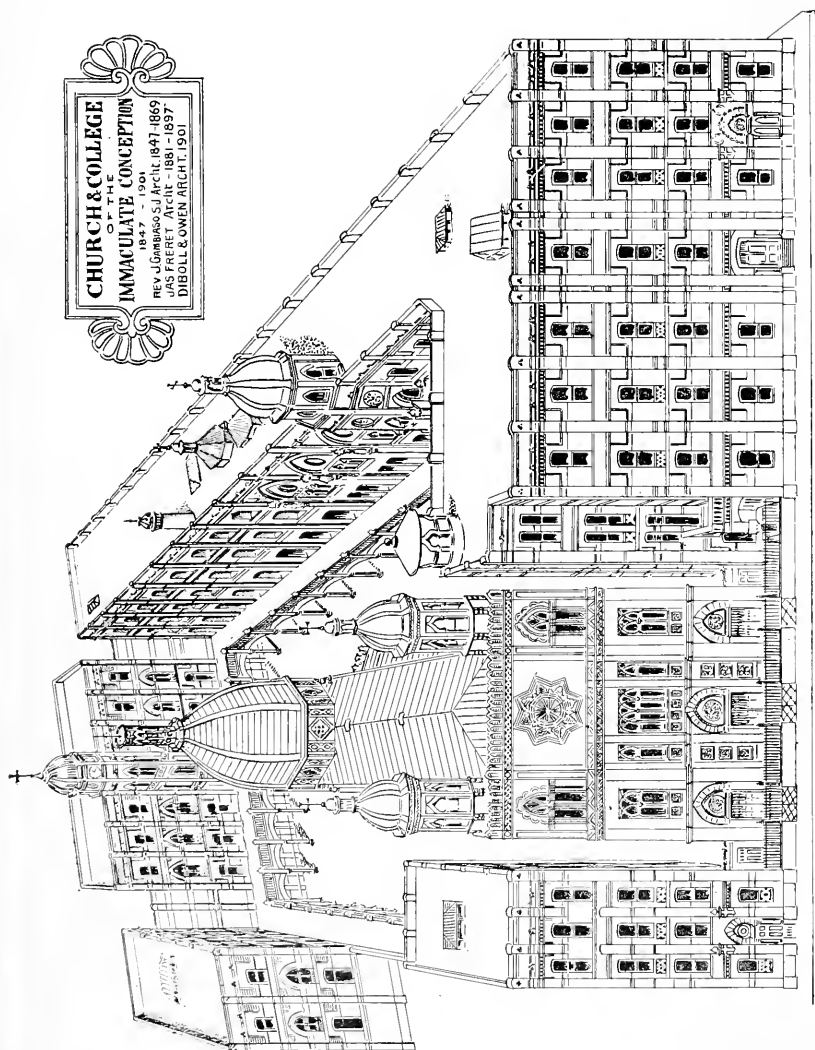 CHURCH & COLLEGE
OF THE
IMMACULATE CONCEPTION
1847 - 1901
REV J. GAMBIASO S.J Archt. 1847-1869
JAS FRERET Archt - 1881 - 1897
DIBOLL & OWEN ARCHT. 1901